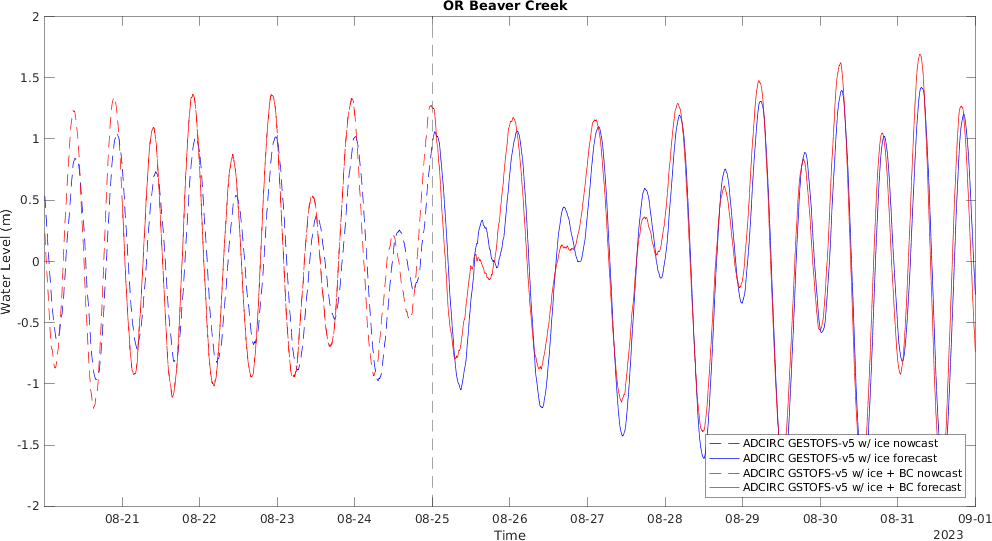 OR Beaver Creek
2
1.5
1
0.5
0
-0.5
-1
-1.5
-2
Water Level (m)
08-21 08-22 08-23 08-24 08-25 08-26 08-27 08-28 08-29 08-30 08-31 09-01
Time
2023
ADCIRC GESTOFS-v5 w/ ice nowcast
ADCIRC GESTOFS-v5 w/ ice forecast
ADCIRC GSTOFS-v5 w/ ice + BC nowcast
ADCIRC GSTOFS-v5 w/ ice + BC forecast